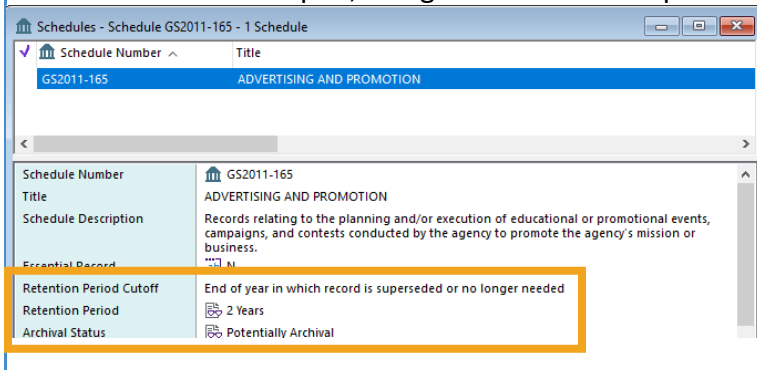 Schedules - Schedule GS2011-165 - 1 Schedule
Schedule Number Title
GS2011-165 ADVERTISING AND PROMOTION
Schedule Number GS2011-165
Title ADVERTISING AND PROMOTION
Schedule Description Records relating to the planning and/or execution of educational or promotional events,
campaigns, and contests conducted by the agency to promote the agency's mission or
business.
Essential Record N
Retention Period Cutoff End of year in which record is superseded or no longer needed
Retention Period 2 Years
Archival Status Potentially Archival